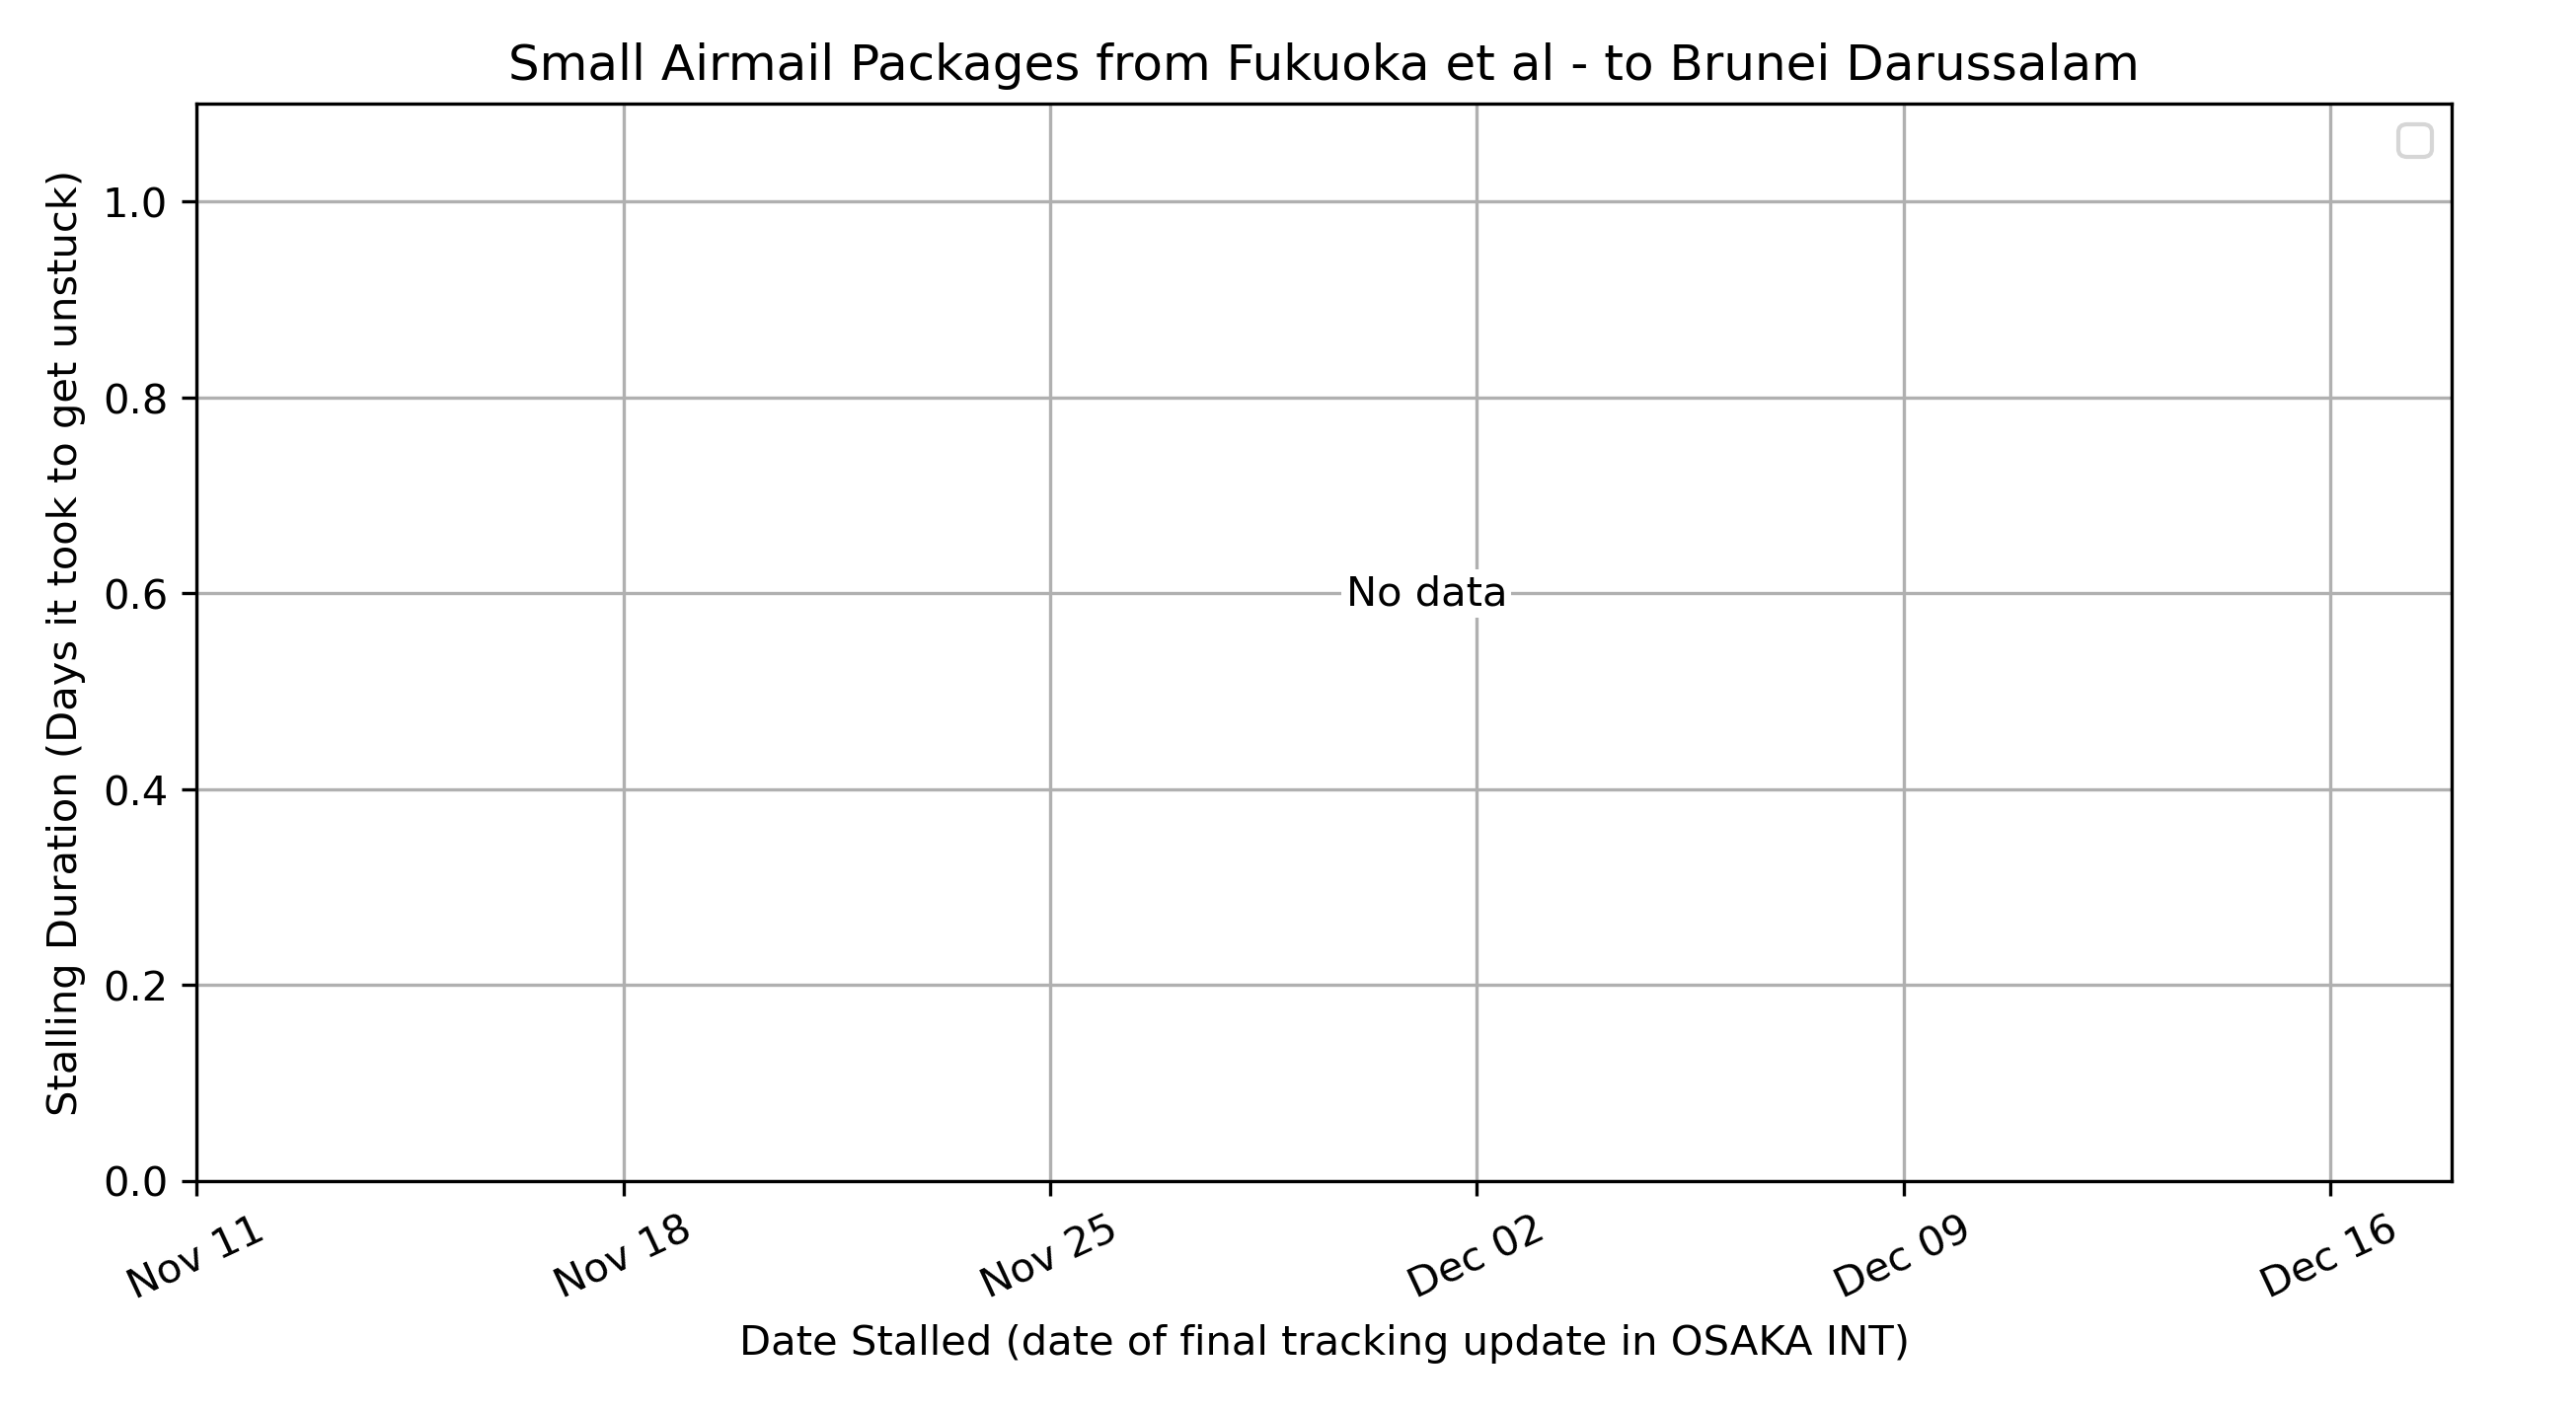 Small Airmail Packages from Fukuoka et al - to Brunei Darussalam
Stalling Duration (Days it took to get unstuck)
1.0
0.8
0.6
0.4
0.2
0.0
No data
Nov 11
Nov 18
Nov 25
Dec 02
Dec 09
Dec 16
Date Stalled (date of final tracking update in OSAKA INT)